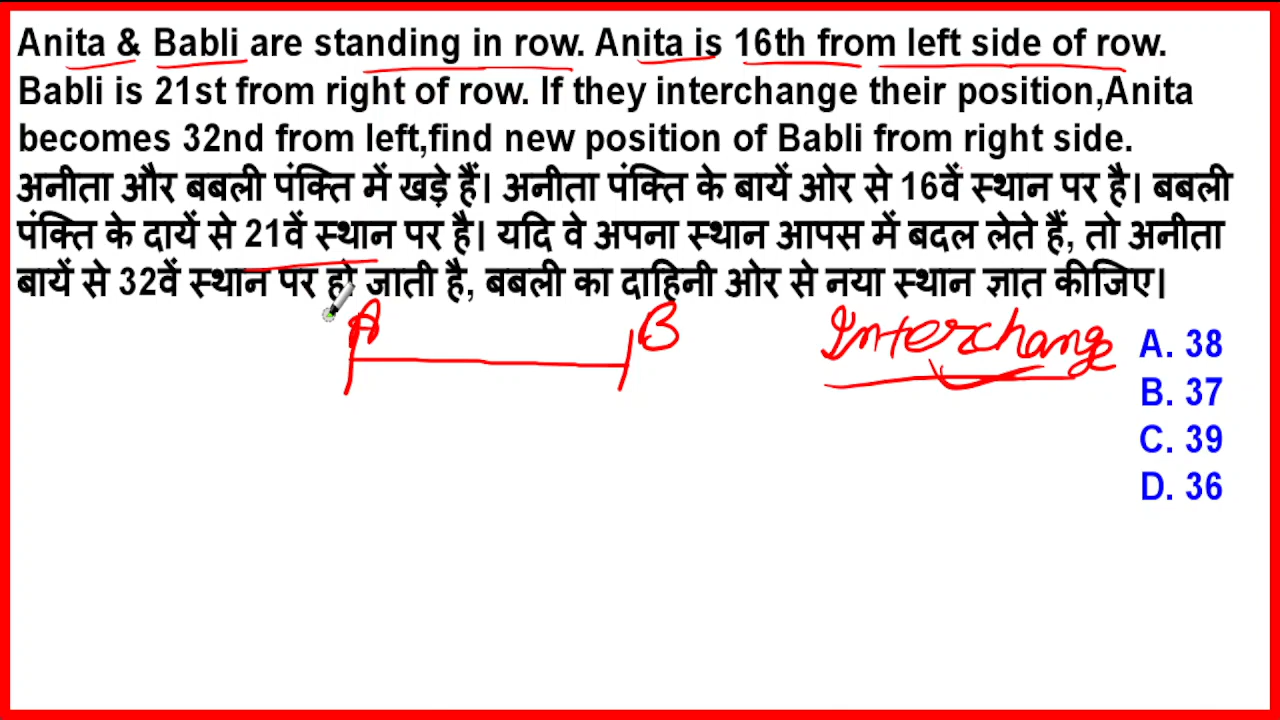 Anita & Babli are standing in row. Anita is 16th from left side of row.
Babli is 21st from right of row. If they interchange their position,Anita
becomes 32nd from left,find new position of Babli from right side.
अनीता और बबली पंक्ति में खड़े हैं। अनीता पंक्ति के बायें ओर से 16वें स्थान पर है। बबली
पंक्ति के दायें से 21वें स्थान पर है। यदि वे अपना स्थान आपस में बदल लेते हैं, तो अनीता
बायें से 32वें स्थान पर हो जाती है, बबली का दाहिनी ओर से नया स्थान ज्ञात कीजिए।
A B Interchange
A. 38
B. 37
C. 39
D. 36